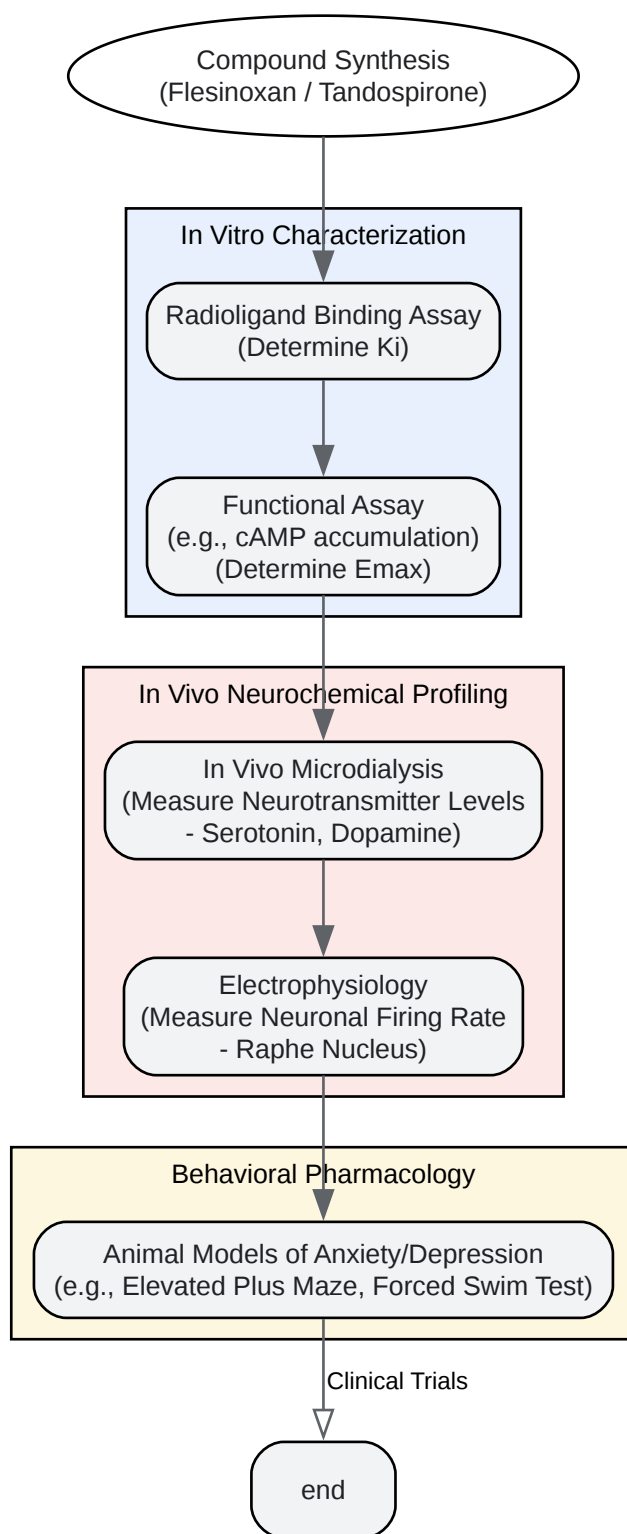 Compound Synthesis
(Flesinoxan / Tandospirone)
In Vitro Characterization
Radioligand Binding Assay
(Determine Ki)
Functional Assay
(e.g., cAMP accumulation)
(Determine Emax)
In Vivo Neurochemical Profiling
In Vivo Microdialysis
(Measure Neurotransmitter Levels
- Serotonin, Dopamine)
Electrophysiology
(Measure Neuronal Firing Rate
- Raphe Nucleus)
Behavioral Pharmacology
Animal Models of Anxiety/Depression
(e.g., Elevated Plus Maze, Forced Swim Test)
Clinical Trials
end